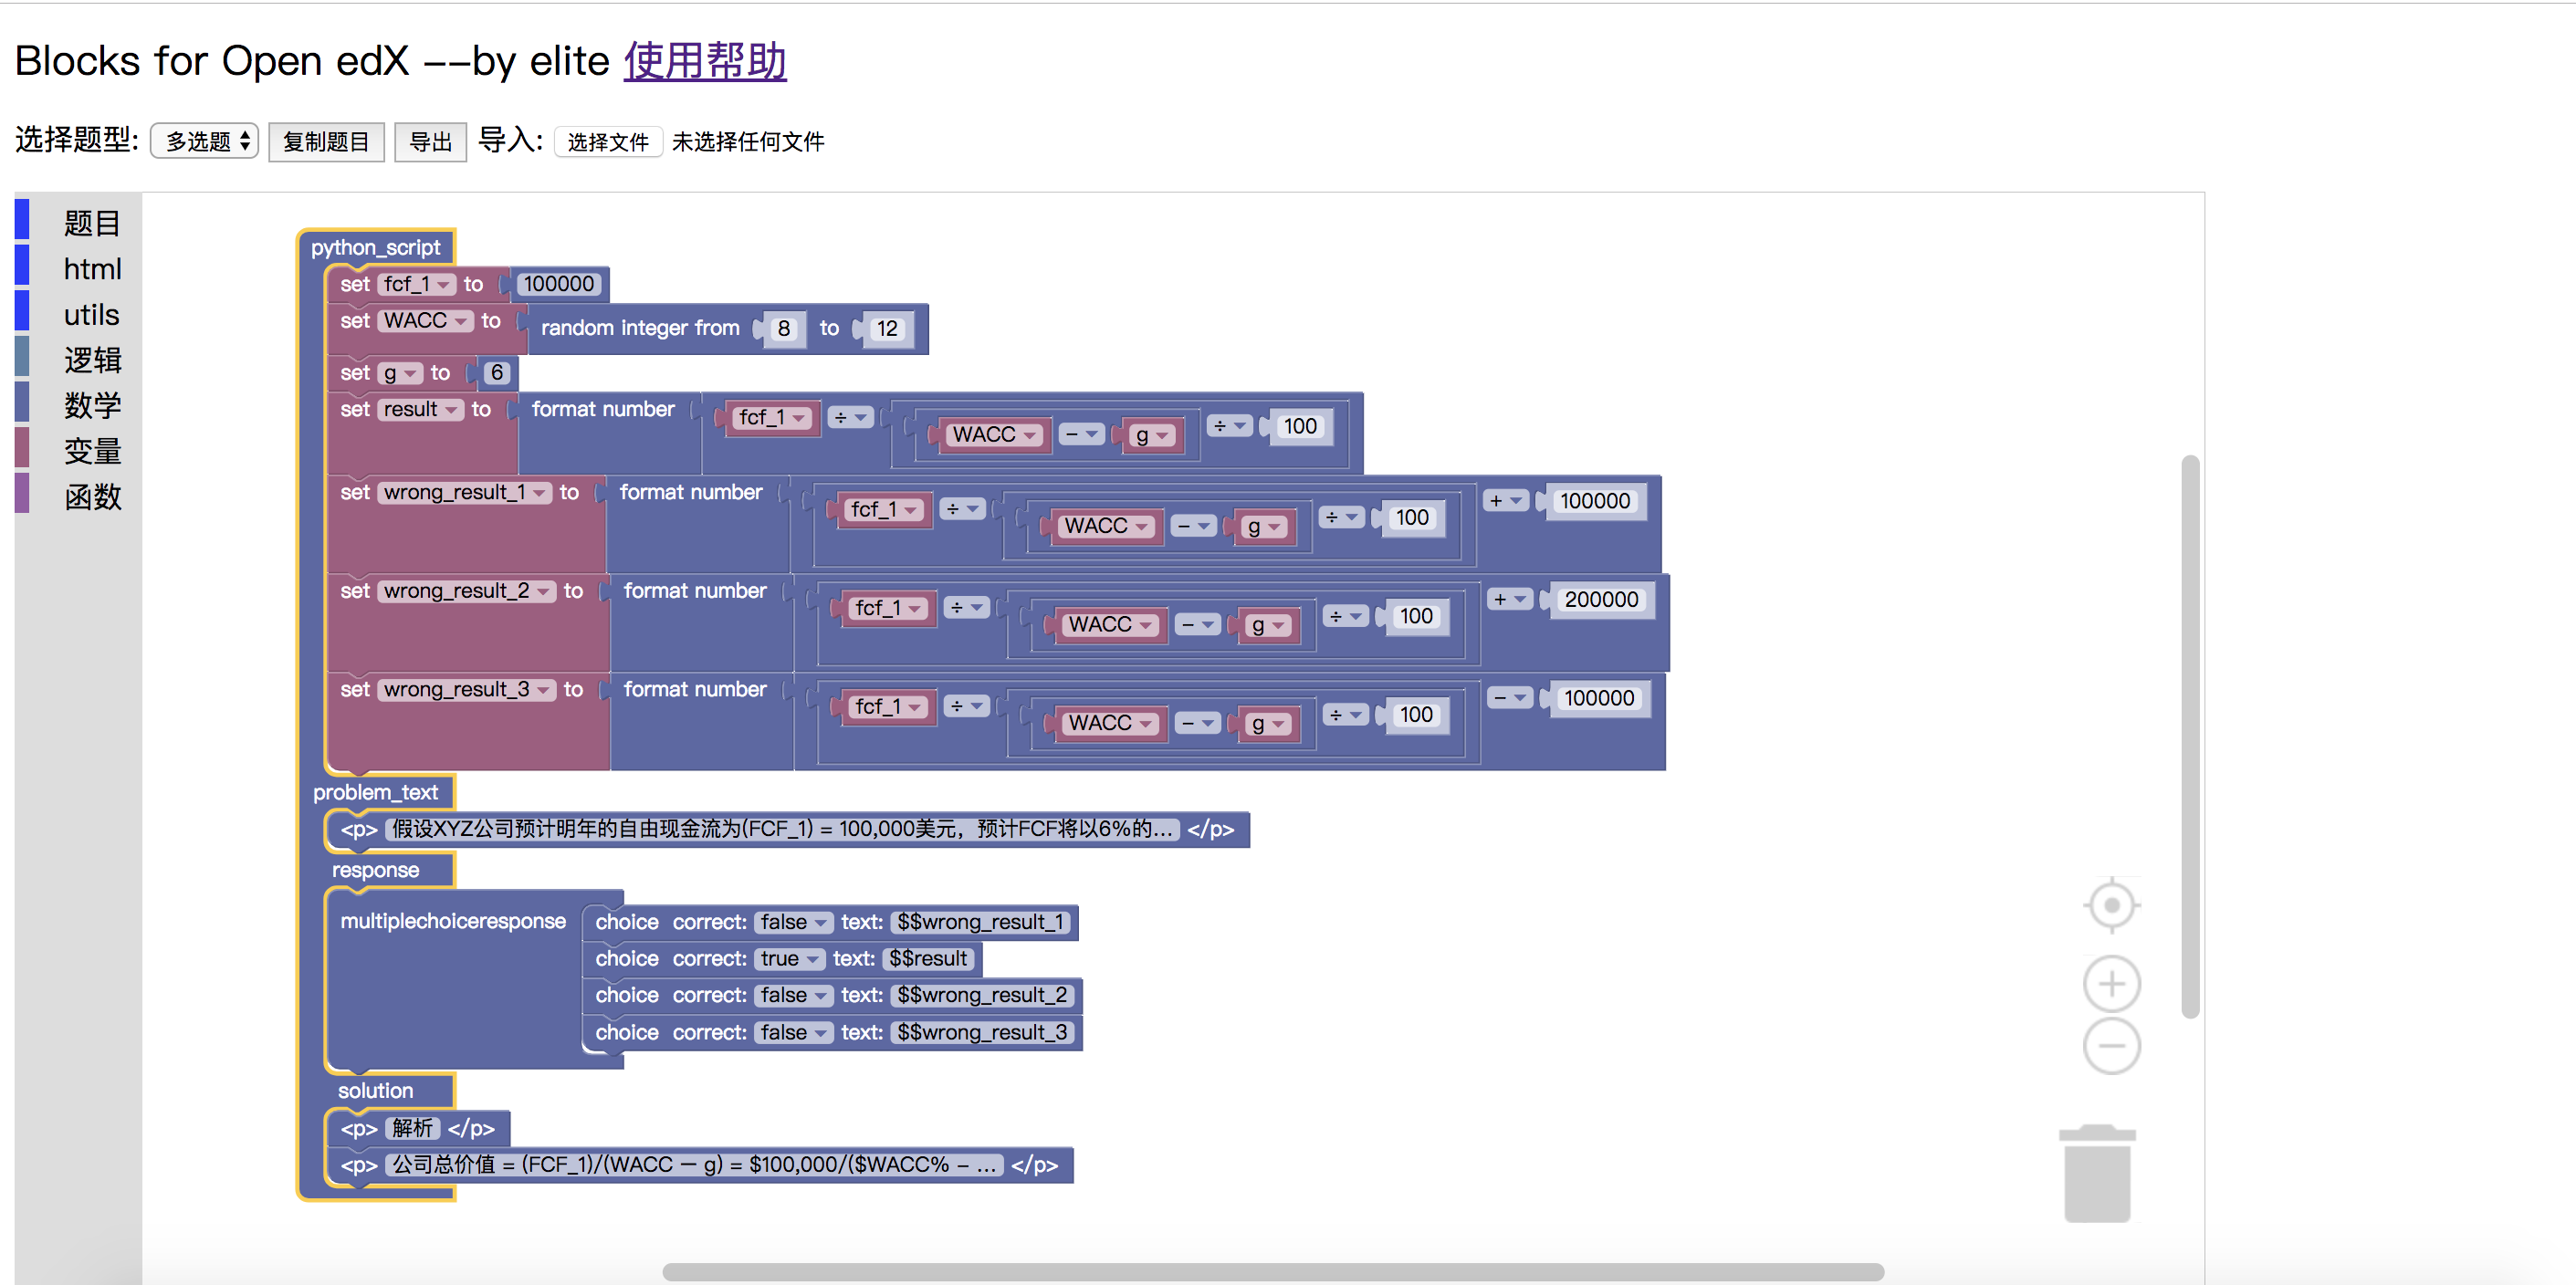 Blocks for Open edX --by elite 使用帮助
选择题型: 多选题 复制题目 导出 导入: 选择文件 未选择任何文件
题目
html
utils
逻辑
数学
变量
函数
python_script
set fcf_1 to 100000
set WACC to random integer from 8 to 12
set g to 6
set result to format number fcf_1 ÷ WACC - g ÷ 100
set wrong_result_1 to format number fcf_1 ÷ WACC - g ÷ 100 + 100000
set wrong_result_2 to format number fcf_1 ÷ WACC - g ÷ 100 + 200000
set wrong_result_3 to format number fcf_1 ÷ WACC - g ÷ 100 - 100000
problem_text
<p> 假设XYZ公司预计明年的自由现金流为(FCF_1) = 100,000美元，预计FCF将以6%的... </p>
response
multiplechoiceresponse
choice correct: false text: $$wrong_result_1
choice correct: true text: $$result
choice correct: false text: $$wrong_result_2
choice correct: false text: $$wrong_result_3
solution
<p> 解析 </p>
<p> 公司总价值 = (FCF_1)/(WACC — g) = $100,000/($WACC% − ... </p>